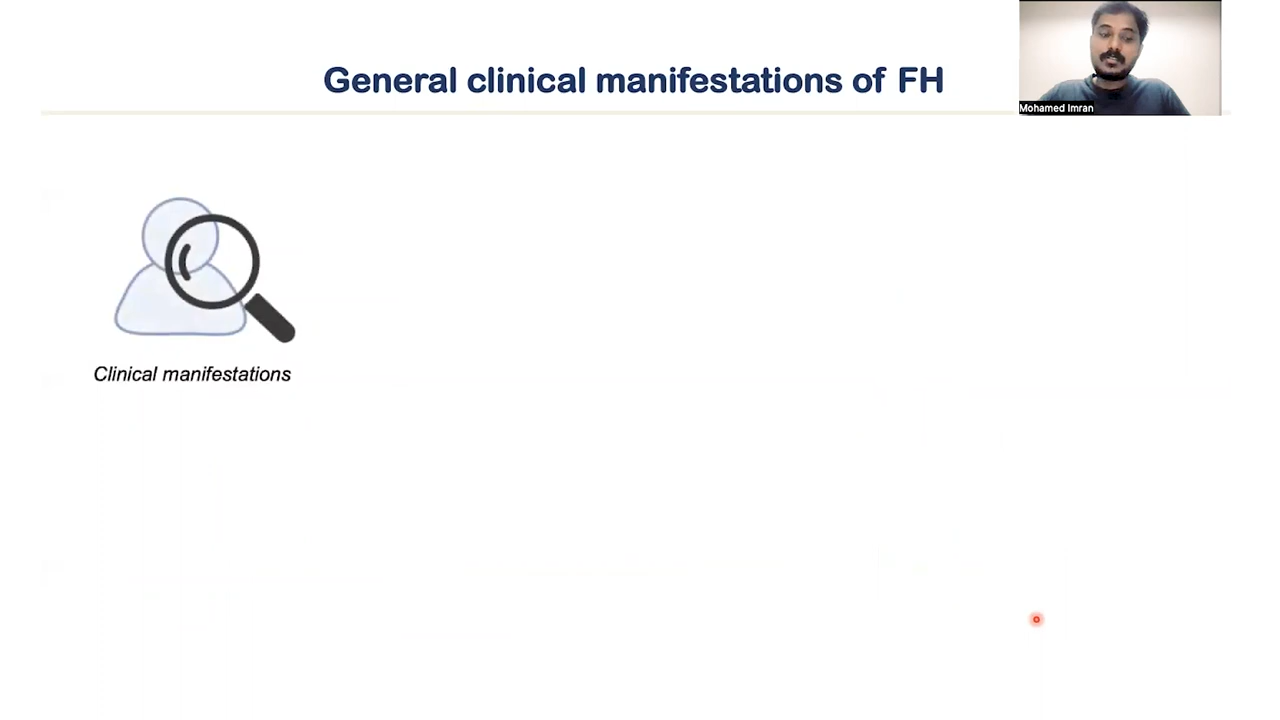 General clinical manifestations of FH
Mohamed Imran
Clinical manifestations